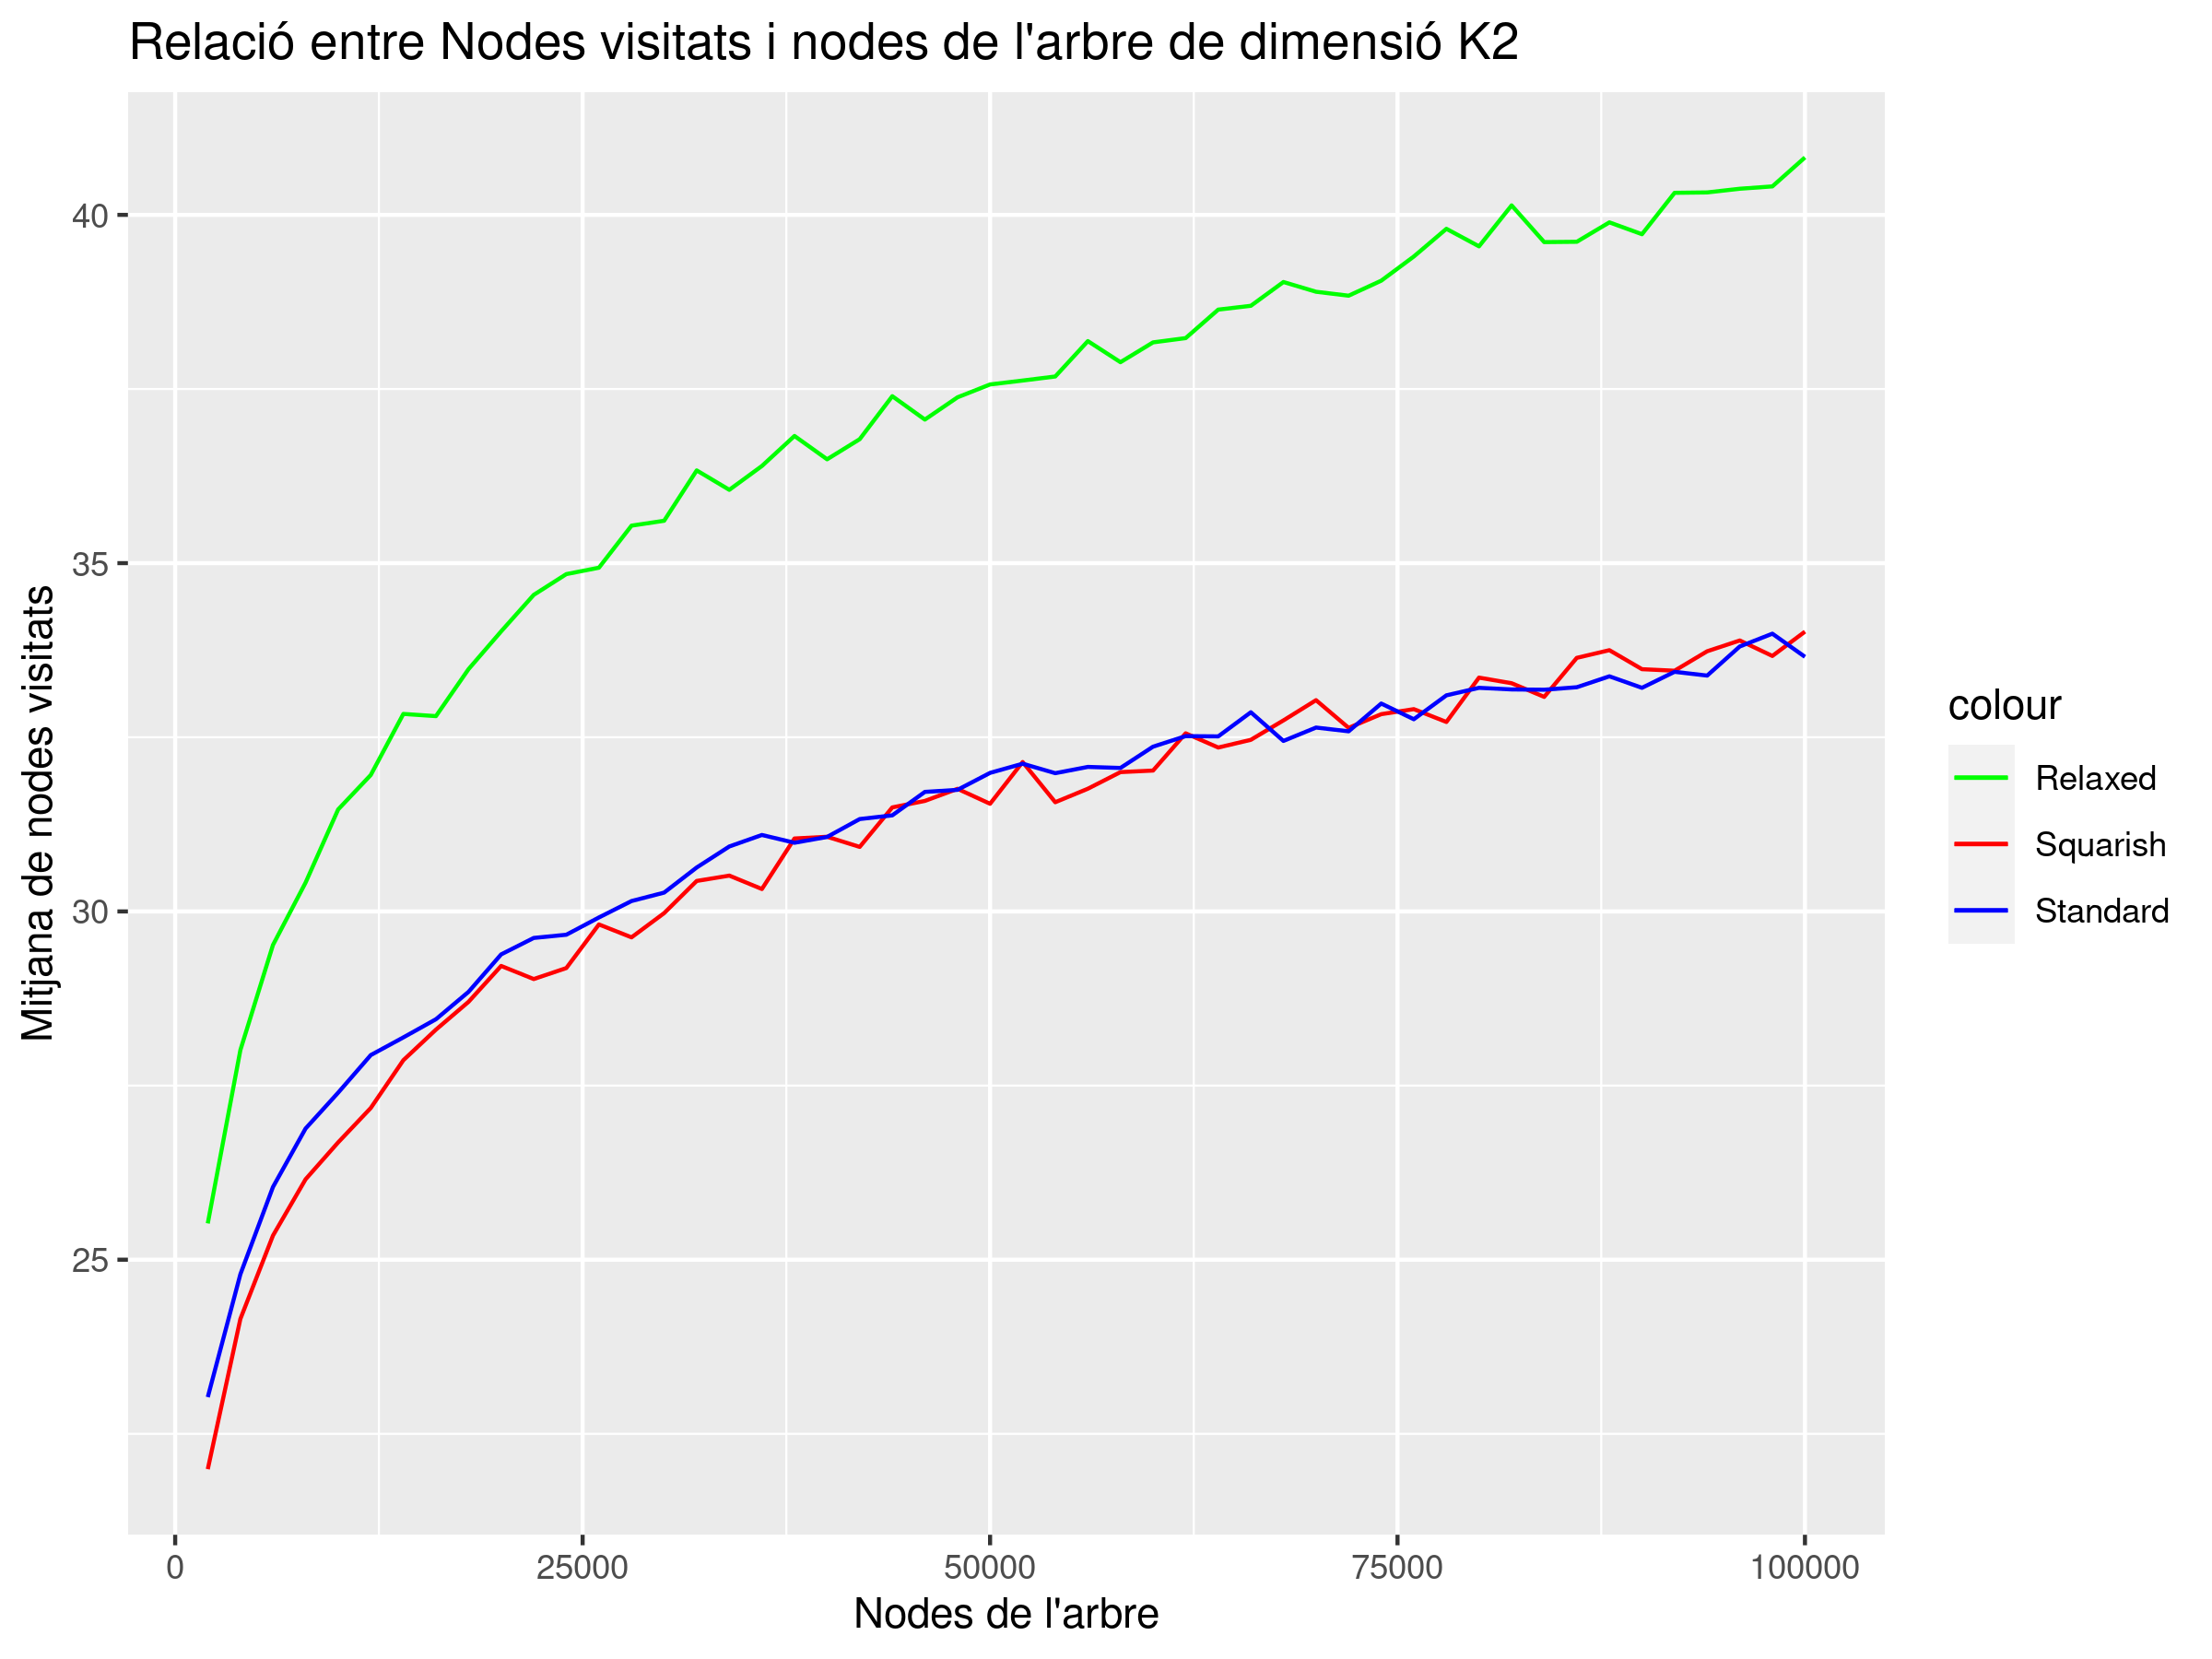 Relació entre Nodes visitats i nodes de l'arbre de dimensió K2
Mitjana de nodes visitats
40
35
30
25
0
25000
50000
75000
100000
Nodes de l'arbre
colour
Relaxed
Squarish
Standard